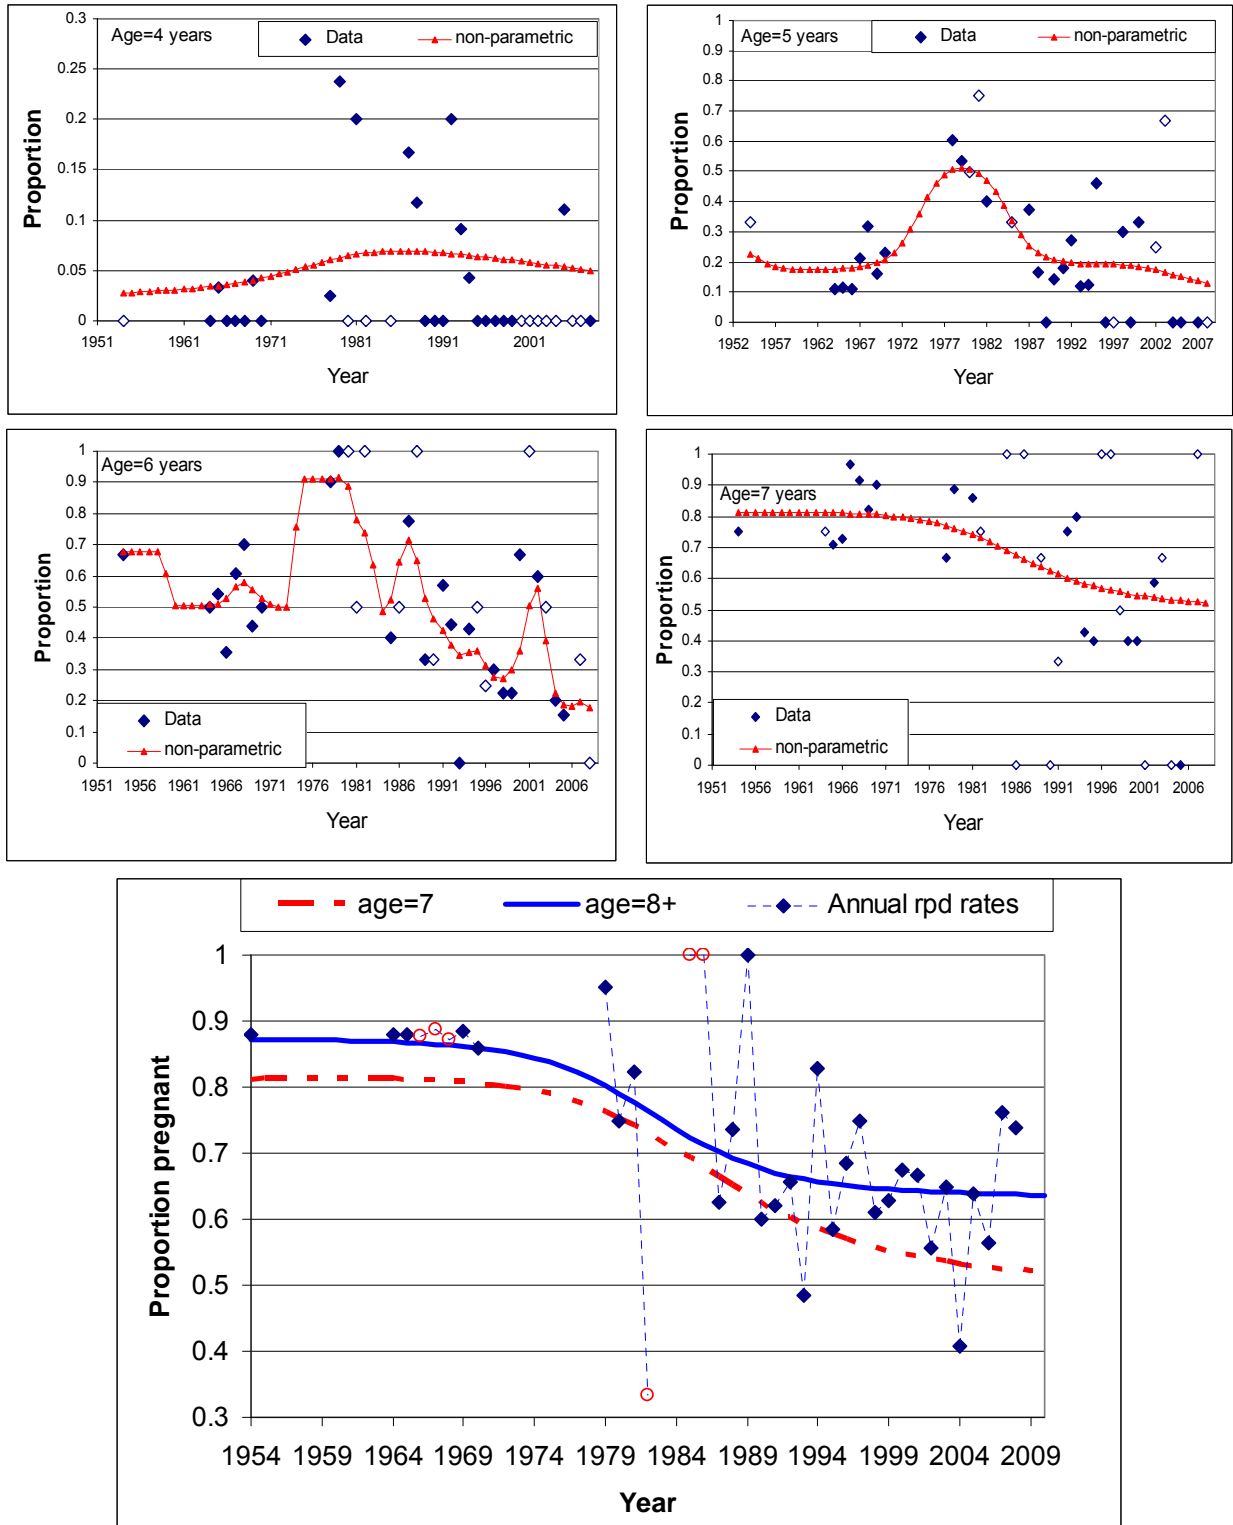 Age=4 years
Data
non-parametric
0.3
0.25
0.2
0.15
0.1
0.05
0
Proportion
1951 1961 1971 1981 1991 2001
Year
Age=5 years
Data
non-parametric
1
0.9
0.8
0.7
0.6
0.5
0.4
0.3
0.2
0.1
0
Proportion
1952 1957 1962 1967 1972 1977 1982 1987 1992 1997 2002 2007
Year
Age=6 years
1
0.9
0.8
0.7
0.6
0.5
0.4
0.3
0.2
0.1
0
Proportion
Data
non-parametric
1951 1956 1961 1966 1971 1976 1981 1986 1991 1996 2001 2006
Year
Age=7 years
1
0.9
0.8
0.7
0.6
0.5
0.4
0.3
0.2
0.1
0
Proportion
Data
non-parametric
1951 1956 1961 1966 1971 1976 1981 1986 1991 1996 2001 2006
Year
age=7 age=8+ Annual rpd rates
1
0.9
0.8
0.7
0.6
0.5
0.4
0.3
Proportion pregnant
1954 1959 1964 1969 1974 1979 1984 1989 1994 1999 2004 2009
Year